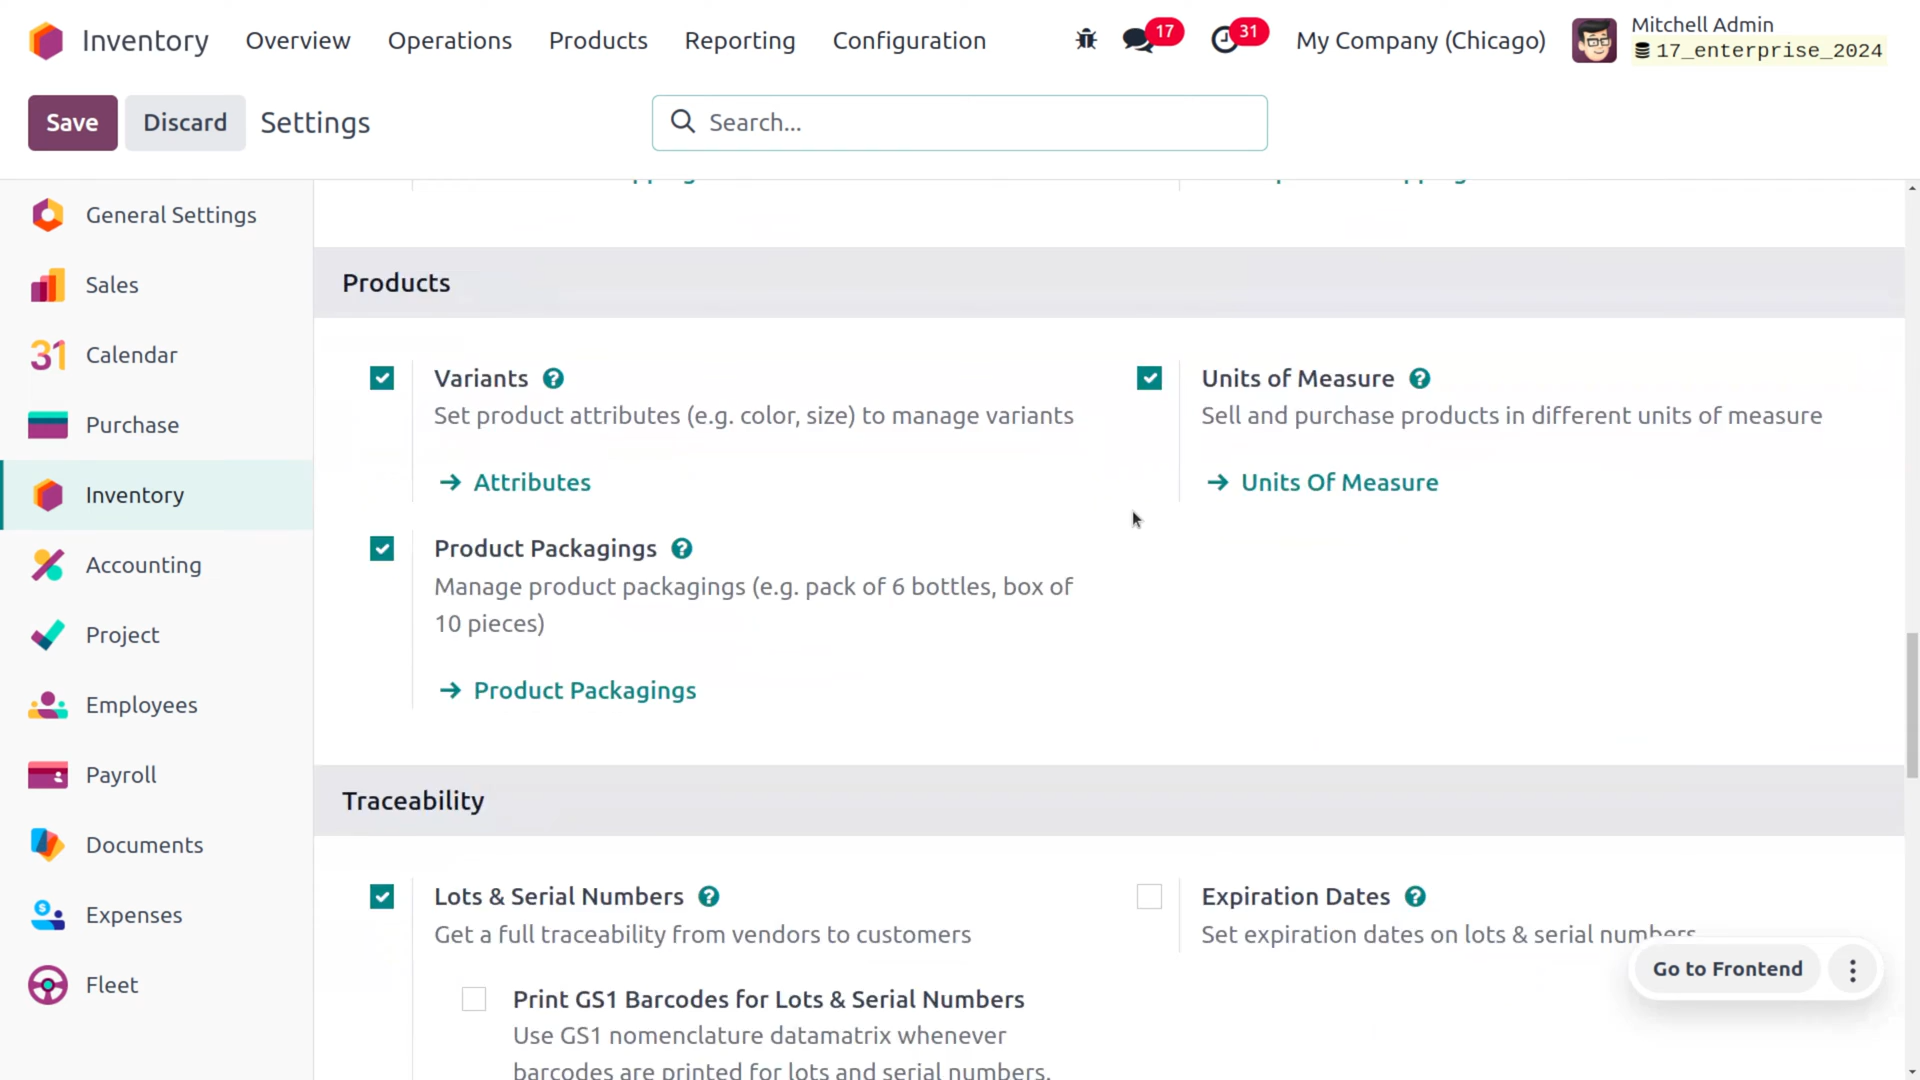 Inventory Overview Operations Products Reporting Configuration 17 31 My Company (Chicago) Mitchell Admin
17_enterprise_2024
Save Discard Settings Search...
General Settings
Sales
Calendar
Purchase
Inventory
Accounting
Project
Employees
Payroll
Documents
Expenses
Fleet
Products
Variants ?
Set product attributes (e.g. color, size) to manage variants
Attributes
Units of Measure ?
Sell and purchase products in different units of measure
Units Of Measure
Product Packagings ?
Manage product packagings (e.g. pack of 6 bottles, box of
10 pieces)
Product Packagings
Traceability
Lots & Serial Numbers ?
Get a full traceability from vendors to customers
Print GS1 Barcodes for Lots & Serial Numbers
Use GS1 nomenclature datamatrix whenever
barcodes are printed for lots and serial numbers.
Expiration Dates ?
Set expiration dates on lots & serial numbers
Go to Frontend